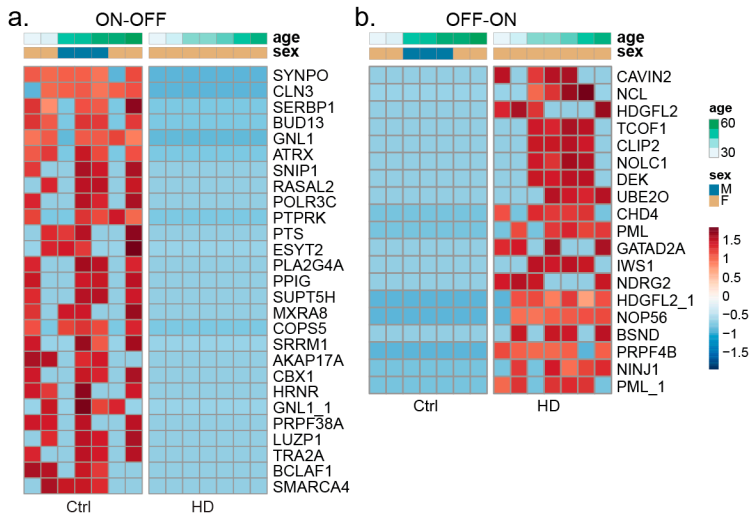 a.
ON-OFF
age
sex
SYNPO
CLN3
SERBP1
BUD13
GNL1
ATRX
SNIP1
RASAL2
POLR3C
PTPRK
PTS
ESYT2
PLA2G4A
PPIG
SUPT5H
MXRA8
COPS5
SRRM1
AKAP17A
CBX1
HRNR
GNL1_1
PRPF38A
LUZP1
TRA2A
BCLAF1
SMARCA4
Ctrl HD
b.
OFF-ON
age
sex
CAVIN2
NCL
HDGFL2
TCOF1
CLIP2
NOLC1
DEK
UBE2O
CHD4
PML
GATAD2A
IWS1
NDRG2
HDGFL2_1
NOP56
BSND
PRPF4B
NINJ1
PML_1
Ctrl HD
age
60
30
sex
M
F
1.5
1
0.5
0
−0.5
−1
−1.5